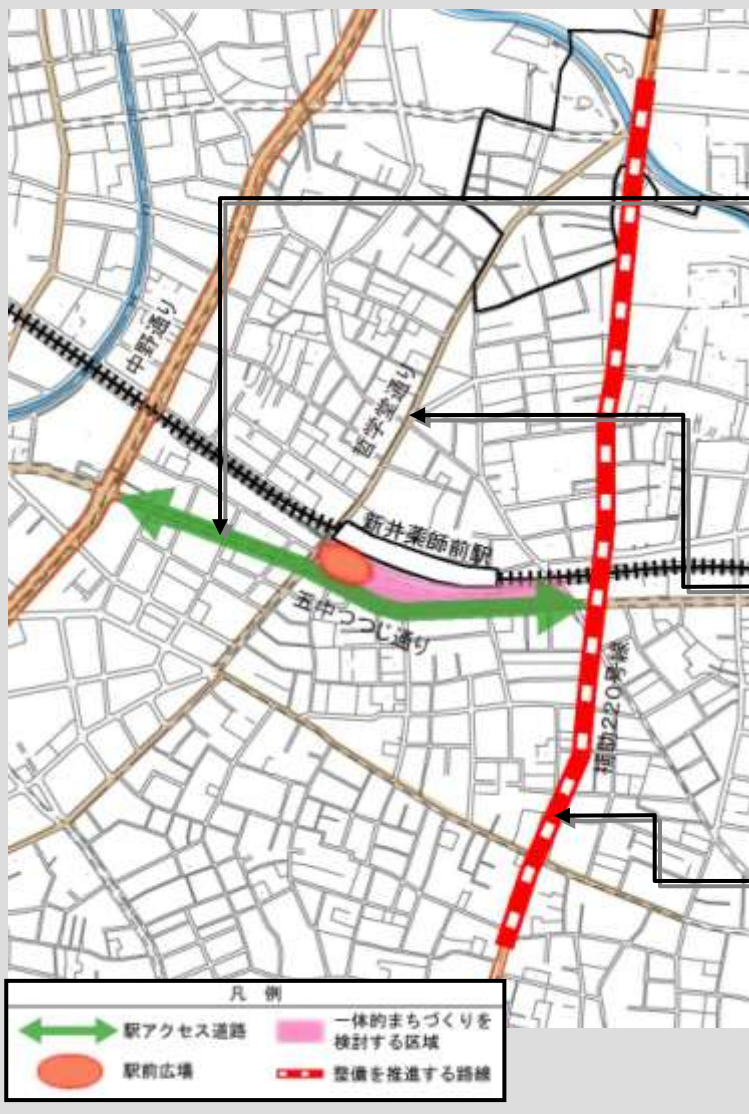 中野通り
哲学堂通り
新井薬師前駅
五中つつじ通り
補助220号線
凡 例
駅アクセス道路
一体的まちづくりを
検討する区域
駅前広場
整備を推進する路線